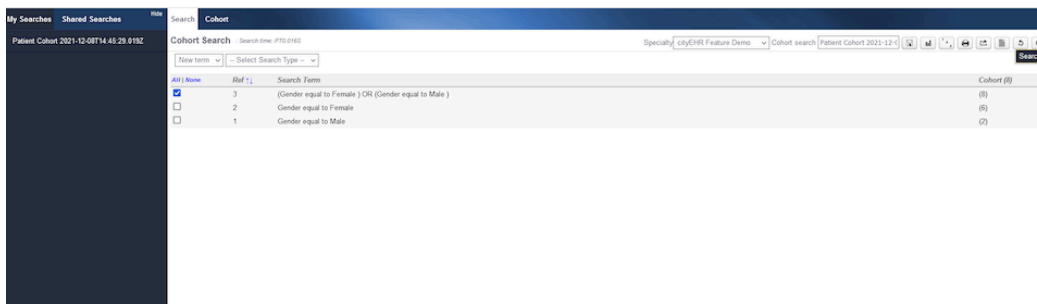 My Searches Shared Searches Hide Search Cohort
Patient Cohort 2021-12-08T14:45:29.019Z
Cohort Search Search time: PT0.016S Specialty cityEHR Feature Demo Cohort search Patient Cohort 2021-12-0
New term -- Select Search Type -- Searc
All | None Ref ↑↓ Search Term Cohort (8)
3 (Gender equal to Female ) OR (Gender equal to Male ) (8)
2 Gender equal to Female (6)
1 Gender equal to Male (2)